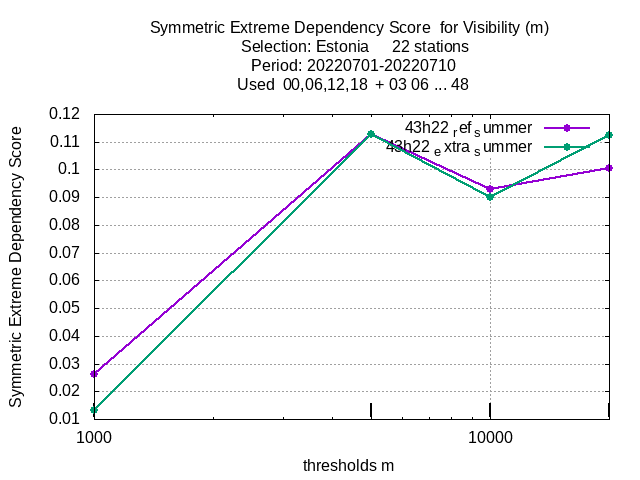 Symmetric Extreme Dependency Score  for Visibility (m)
Selection: Estonia     22 stations
Period: 20220701-20220710
Used  00,06,12,18  + 03 06 ... 48
0.12
0.11
0.1
0.09
0.08
0.07
0.06
0.05
0.04
0.03
0.02
0.01
Symmetric Extreme Dependency Score
43h22 ref summer
43h22 extra summer
1000
10000
thresholds m